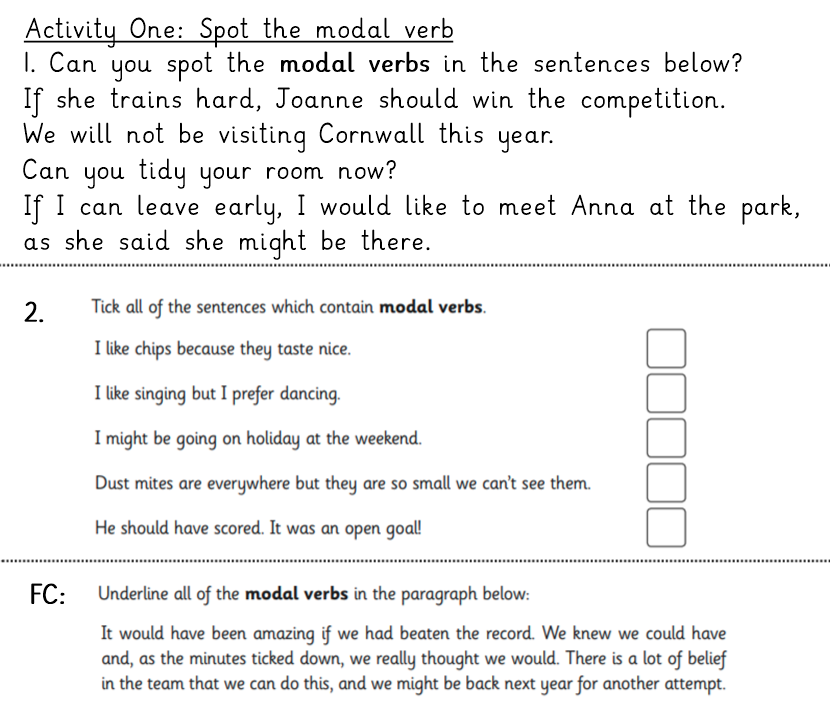 Activity One: Spot the modal verb
1. Can you spot the modal verbs in the sentences below?
If she trains hard, Joanne should win the competition.
We will not be visiting Cornwall this year.
Can you tidy your room now?
If I can leave early, I would like to meet Anna at the park,
as she said she might be there.
2. Tick all of the sentences which contain modal verbs.
I like chips because they taste nice.
I like singing but I prefer dancing.
I might be going on holiday at the weekend.
Dust mites are everywhere but they are so small we can't see them.
He should have scored. It was an open goal!
FC: Underline all of the modal verbs in the paragraph below:
It would have been amazing if we had beaten the record. We knew we could have
and, as the minutes ticked down, we really thought we would. There is a lot of belief
in the team that we can do this, and we might be back next year for another attempt.